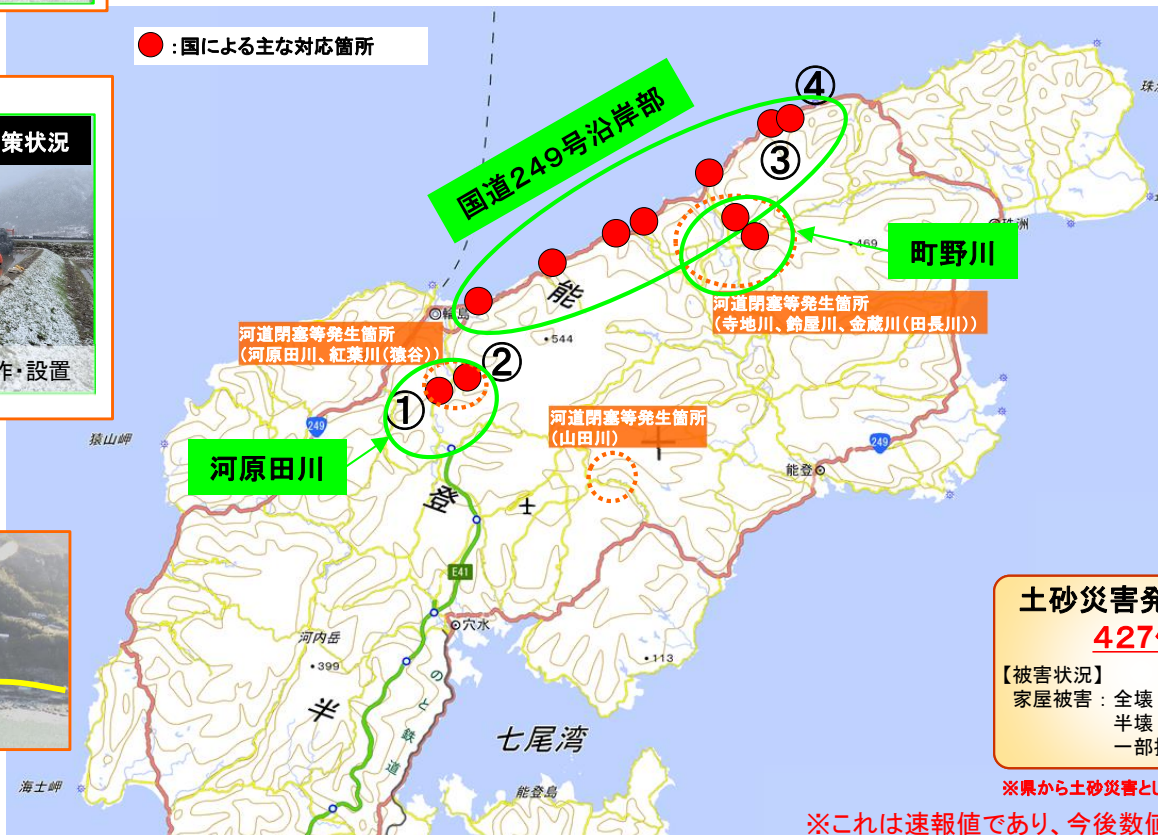 ：国による主な対応箇所
策状況
作・設置
国道249号沿岸部
④
③
町野川
河道閉塞等発生箇所
（寺地川、鈴屋川、金蔵川（田長川））
珠洲
・469
能
輪島
・544
河道閉塞等発生箇所
（河原田川、紅葉川（猿谷））
②
①
249
猿山岬
河原田川
河道閉塞等発生箇所
（山田川）
249
能登
登
E41
穴水
河内岳
・399
・113
半
のと鉄道
七尾湾
能登島
海士岬
土砂災害発
427
【被害状況】
家屋被害：全壊
半壊
一部損
※県から土砂災害とし
※これは速報値であり、今後数値